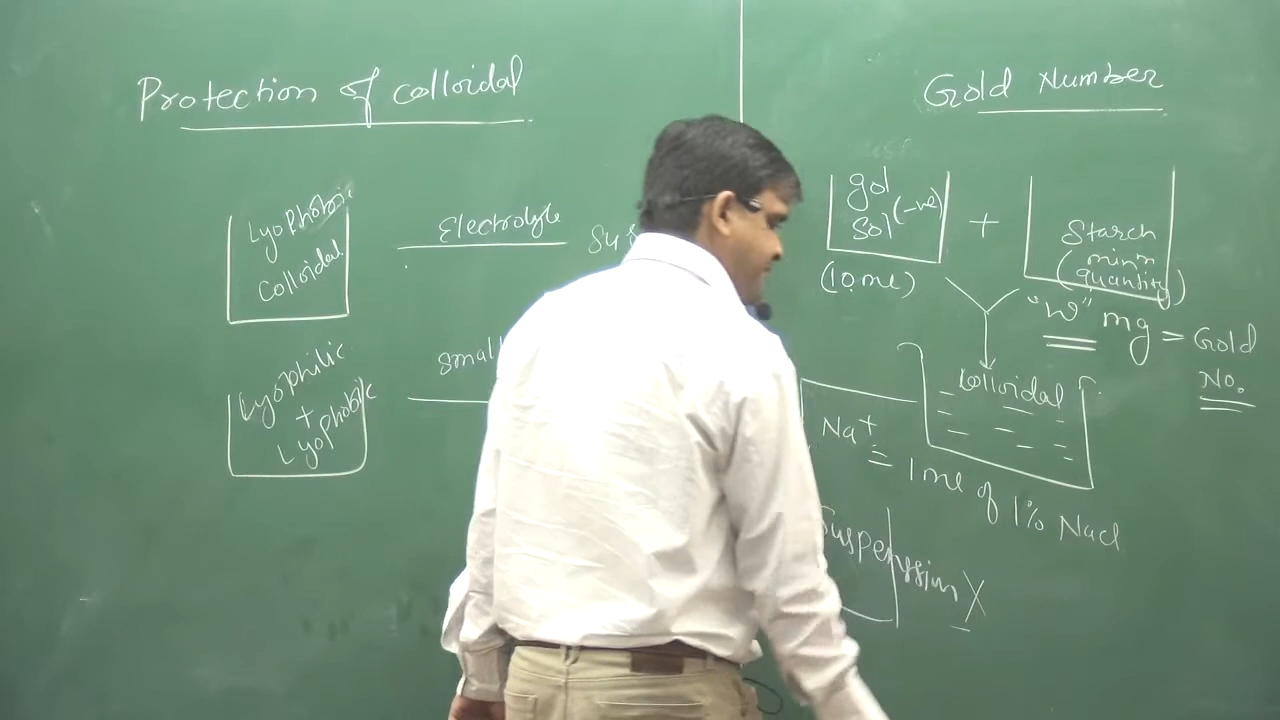 Protection of colloidal
Lyophobic
Colloidal
Electrolyte
Lyophilic
+
Lyophobic
Small
Gold Number
gol
sol (-ve)
(10 ml)
+
Starch
(minm
quantity)
"W" mg = Gold
No.
Colloidal
Na+
= 1 ml of 1% Nacl
Suspenssion X